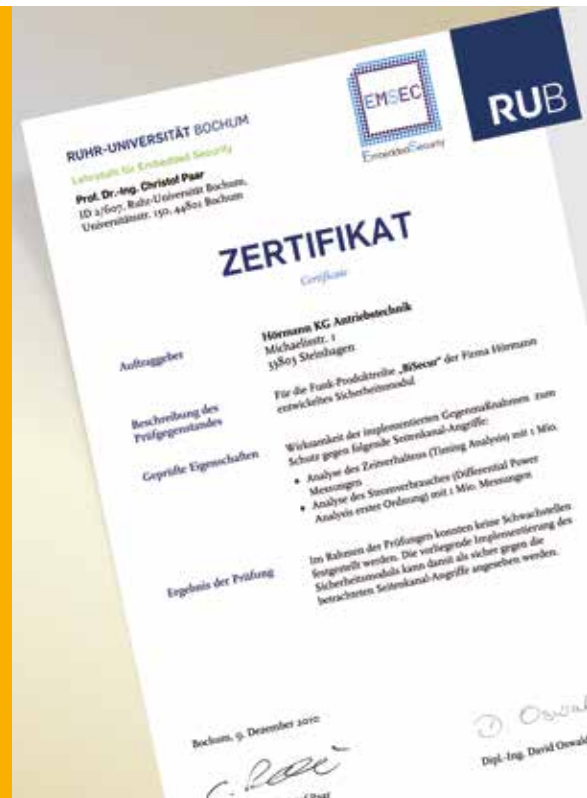 EMSEC
Embedded Security
RUB
RUHR-UNIVERSITÄT BOCHUM
Lehrstuhl für Embedded Security
Prof. Dr.-Ing. Christof Paar
ID 2/607, Ruhr-Universität Bochum,
Universitätsstr. 150, 44801 Bochum
ZERTIFIKAT
Certificate
Auftraggeber
Hörmann KG Antriebstechnik
Michaelisstr. 1
33803 Steinhagen
Beschreibung des
Prüfgegenstandes
Für die Funk-Produktreihe „BiSecur“ der Firma Hörmann
entwickeltes Sicherheitsmodul
Geprüfte Eigenschaften
Wirksamkeit der implementierten Gegenmaßnahmen zum
Schutz gegen folgende Seitenkanal-Angriffe:
• Analyse des Zeitverhaltens (Timing Analysis) mit 1 Mio.
Messungen
• Analyse des Stromverbrauches (Differential Power
Analysis erster Ordnung) mit 1 Mio. Messungen
Ergebnis der Prüfung
Im Rahmen der Prüfungen konnten keine Schwachstellen
festgestellt werden. Die vorliegende Implementierung des
Sicherheitsmoduls kann damit als sicher gegen die
betrachteten Seitenkanal-Angriffe angesehen werden.
Bochum, 9. Dezember 2010
C. Paar
D. Oswal
Paar
Dipl.-Ing. David Oswald